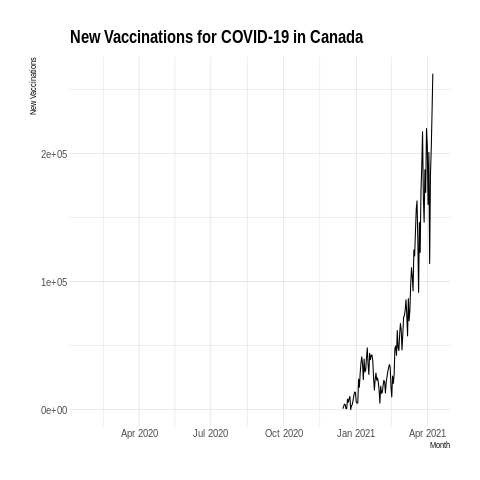 New Vaccinations for COVID-19 in Canada
New Vaccinations
2e+05
1e+05
0e+00
Apr 2020 Jul 2020 Oct 2020 Jan 2021 Apr 2021
Month